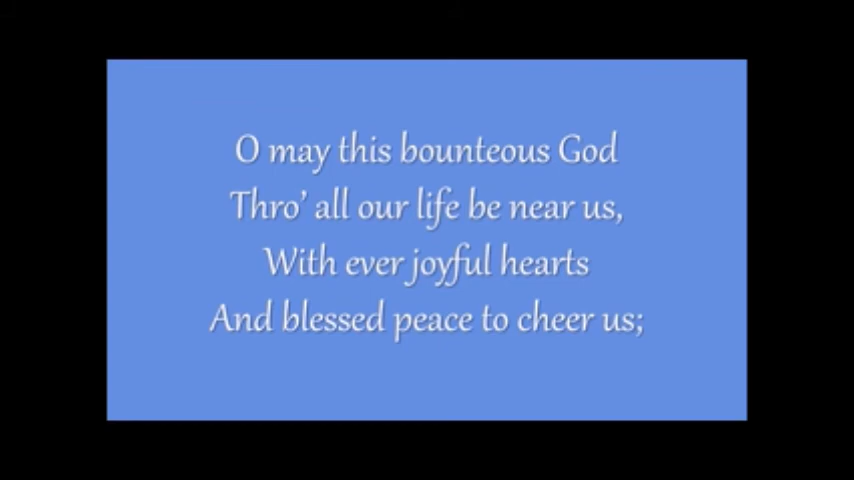 O may this bounteous God
Thro’ all our life be near us,
With ever joyful hearts
And blessed peace to cheer us;